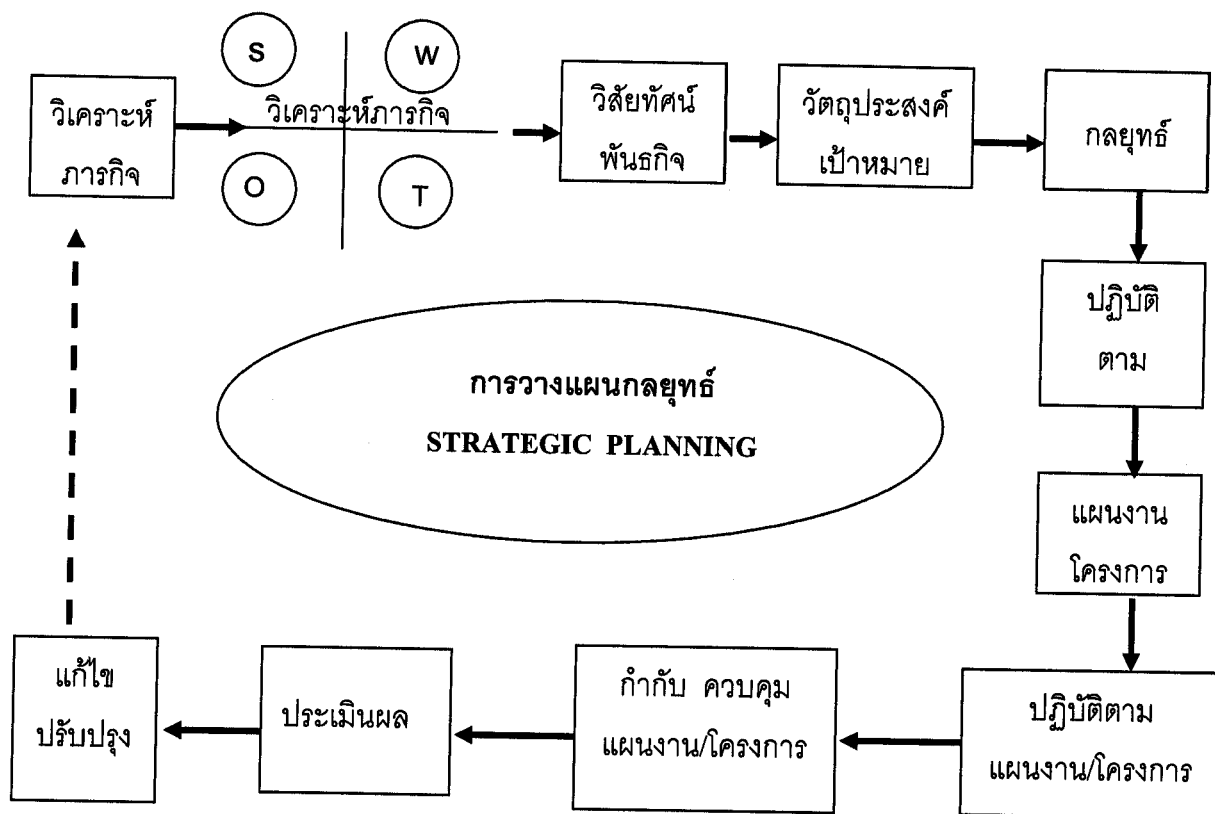 วิเคราะห์
ภารกิจ
S
W
วิเคราะห์ภารกิจ
O
T
วิสัยทัศน์
พันธกิจ
วัตถุประสงค์
เป้าหมาย
กลยุทธ์
ปฏิบัติ
ตาม
แผนงาน
โครงการ
ปฏิบัติตาม
แผนงาน/โครงการ
กำกับ ควบคุม
แผนงาน/โครงการ
ประเมินผล
แก้ไข
ปรับปรุง
การวางแผนกลยุทธ์
STRATEGIC PLANNING